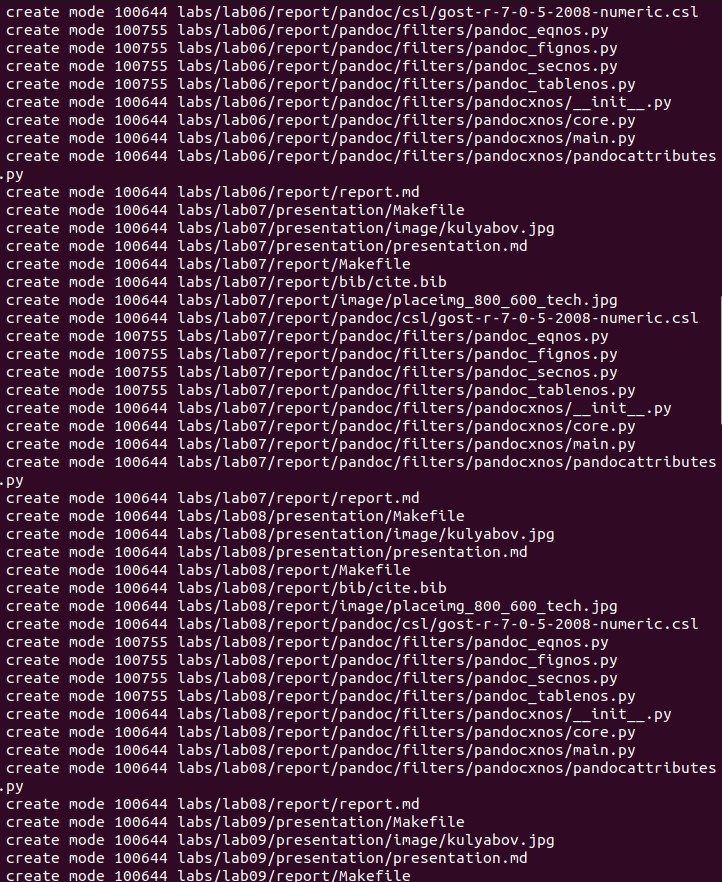 create mode 100644 labs/lab06/report/pandoc/csl/gost-r-7-0-5-2008-numeric.csl
create mode 100755 labs/lab06/report/pandoc/filters/pandoc_eqnos.py
create mode 100755 labs/lab06/report/pandoc/filters/pandoc_fignos.py
create mode 100755 labs/lab06/report/pandoc/filters/pandoc_secnos.py
create mode 100755 labs/lab06/report/pandoc/filters/pandoc_tablenos.py
create mode 100644 labs/lab06/report/pandoc/filters/pandocxnos/__init__.py
create mode 100644 labs/lab06/report/pandoc/filters/pandocxnos/core.py
create mode 100644 labs/lab06/report/pandoc/filters/pandocxnos/main.py
create mode 100644 labs/lab06/report/pandoc/filters/pandocxnos/pandocattributes
.py
create mode 100644 labs/lab06/report/report.md
create mode 100644 labs/lab07/presentation/Makefile
create mode 100644 labs/lab07/presentation/image/kulyabov.jpg
create mode 100644 labs/lab07/presentation/presentation.md
create mode 100644 labs/lab07/report/Makefile
create mode 100644 labs/lab07/report/bib/cite.bib
create mode 100644 labs/lab07/report/image/placeimg_800_600_tech.jpg
create mode 100644 labs/lab07/report/pandoc/csl/gost-r-7-0-5-2008-numeric.csl
create mode 100755 labs/lab07/report/pandoc/filters/pandoc_eqnos.py
create mode 100755 labs/lab07/report/pandoc/filters/pandoc_fignos.py
create mode 100755 labs/lab07/report/pandoc/filters/pandoc_secnos.py
create mode 100755 labs/lab07/report/pandoc/filters/pandoc_tablenos.py
create mode 100644 labs/lab07/report/pandoc/filters/pandocxnos/__init__.py
create mode 100644 labs/lab07/report/pandoc/filters/pandocxnos/core.py
create mode 100644 labs/lab07/report/pandoc/filters/pandocxnos/main.py
create mode 100644 labs/lab07/report/pandoc/filters/pandocxnos/pandocattributes
.py
create mode 100644 labs/lab07/report/report.md
create mode 100644 labs/lab08/presentation/Makefile
create mode 100644 labs/lab08/presentation/image/kulyabov.jpg
create mode 100644 labs/lab08/presentation/presentation.md
create mode 100644 labs/lab08/report/Makefile
create mode 100644 labs/lab08/report/bib/cite.bib
create mode 100644 labs/lab08/report/image/placeimg_800_600_tech.jpg
create mode 100644 labs/lab08/report/pandoc/csl/gost-r-7-0-5-2008-numeric.csl
create mode 100755 labs/lab08/report/pandoc/filters/pandoc_eqnos.py
create mode 100755 labs/lab08/report/pandoc/filters/pandoc_fignos.py
create mode 100755 labs/lab08/report/pandoc/filters/pandoc_secnos.py
create mode 100755 labs/lab08/report/pandoc/filters/pandoc_tablenos.py
create mode 100644 labs/lab08/report/pandoc/filters/pandocxnos/__init__.py
create mode 100644 labs/lab08/report/pandoc/filters/pandocxnos/core.py
create mode 100644 labs/lab08/report/pandoc/filters/pandocxnos/main.py
create mode 100644 labs/lab08/report/pandoc/filters/pandocxnos/pandocattributes
.py
create mode 100644 labs/lab08/report/report.md
create mode 100644 labs/lab09/presentation/Makefile
create mode 100644 labs/lab09/presentation/image/kulyabov.jpg
create mode 100644 labs/lab09/presentation/presentation.md
create mode 100644 labs/lab09/report/Makefile